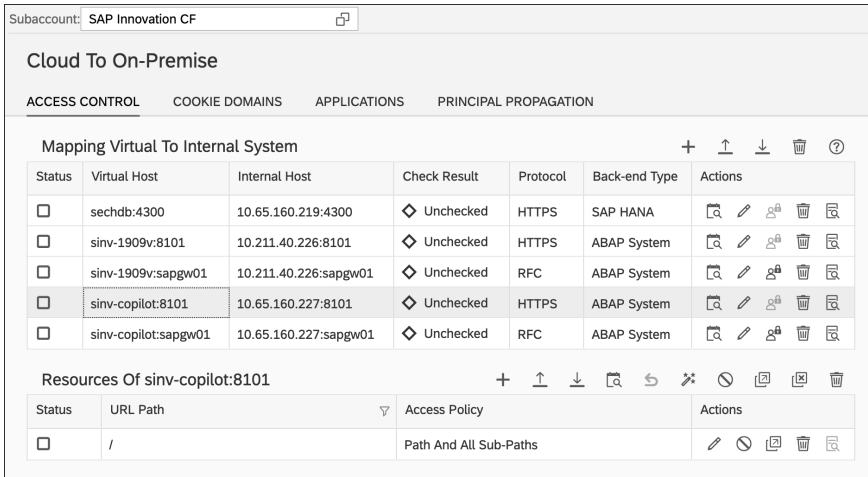 Subaccount: SAP Innovation CF
Cloud To On-Premise
ACCESS CONTROL COOKIE DOMAINS APPLICATIONS PRINCIPAL PROPAGATION
Mapping Virtual To Internal System
Status Virtual Host Internal Host Check Result Protocol Back-end Type Actions
sechdb:4300 10.65.160.219:4300 Unchecked HTTPS SAP HANA
sinv-1909v:8101 10.211.40.226:8101 Unchecked HTTPS ABAP System
sinv-1909v:sapgw01 10.211.40.226:sapgw01 Unchecked RFC ABAP System
sinv-copilot:8101 10.65.160.227:8101 Unchecked HTTPS ABAP System
sinv-copilot:sapgw01 10.65.160.227:sapgw01 Unchecked RFC ABAP System
Resources Of sinv-copilot:8101
Status URL Path Access Policy Actions
/ Path And All Sub-Paths